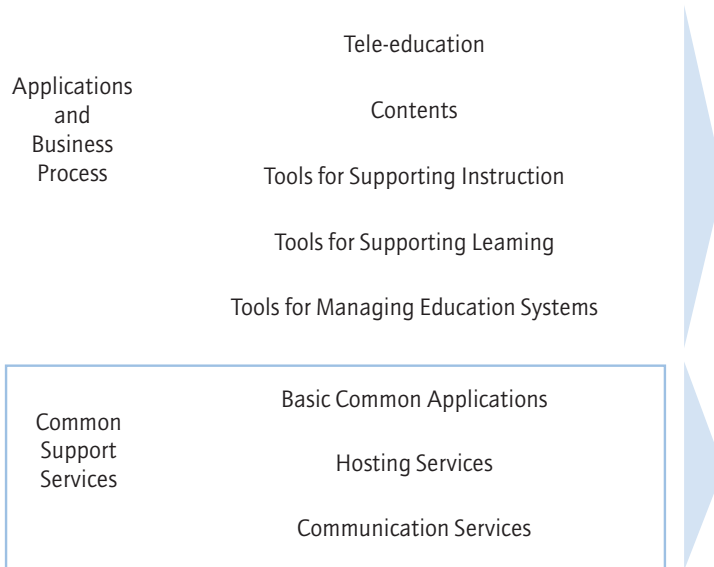 Tele-education
Applications
and
Business
Process
Contents
Tools for Supporting Instruction
Tools for Supporting Leaming
Tools for Managing Education Systems
Common
Support
Services
Basic Common Applications
Hosting Services
Communication Services